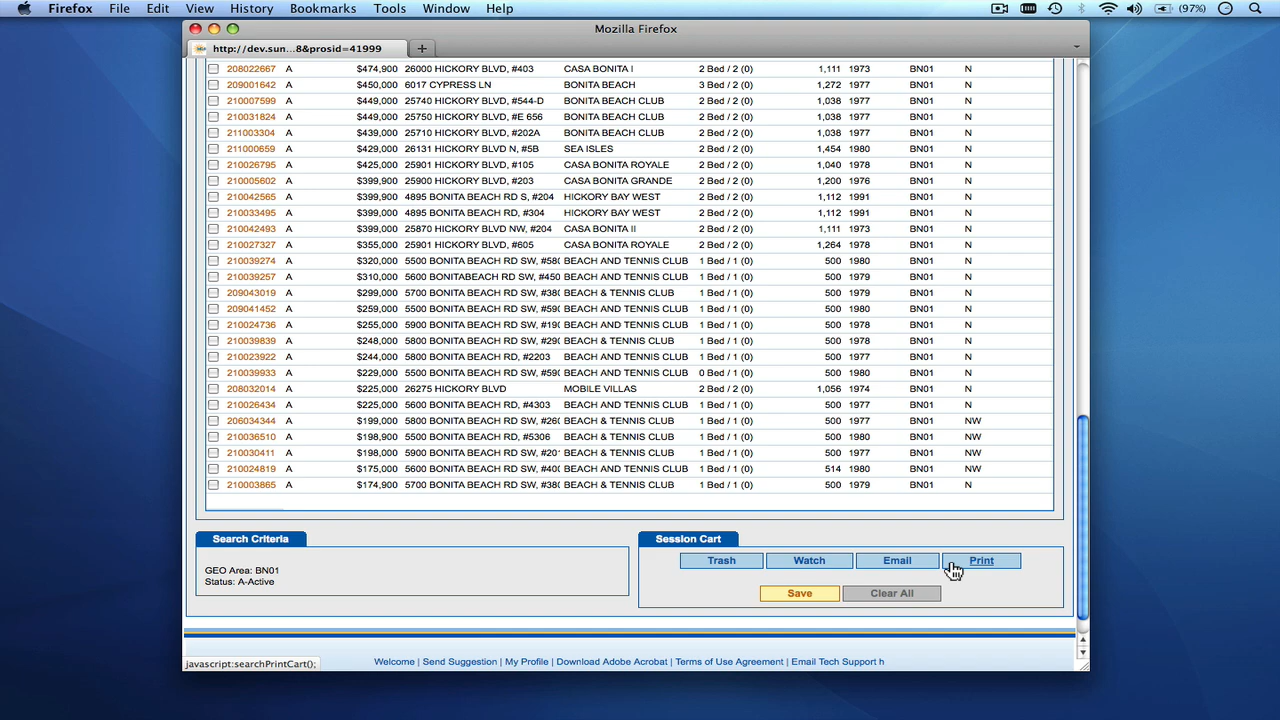 Firefox File Edit View History Bookmarks Tools Window Help (97%)
Mozilla Firefox
http://dev.sun...8&prosid=41999
208022667 A $474,900 26000 HICKORY BLVD, #403 CASA BONITA I 2 Bed / 2 (0) 1,111 1973 BN01 N
209001642 A $450,000 6017 CYPRESS LN BONITA BEACH 3 Bed / 2 (0) 1,272 1977 BN01 N
210007599 A $449,000 25740 HICKORY BLVD, #544-D BONITA BEACH CLUB 2 Bed / 2 (0) 1,038 1977 BN01 N
210031824 A $449,000 25750 HICKORY BLVD, #E 656 BONITA BEACH CLUB 2 Bed / 2 (0) 1,038 1977 BN01 N
211003304 A $439,000 25710 HICKORY BLVD, #202A BONITA BEACH CLUB 2 Bed / 2 (0) 1,038 1977 BN01 N
211000659 A $429,000 26131 HICKORY BLVD N, #5B SEA ISLES 2 Bed / 2 (0) 1,454 1980 BN01 N
210026795 A $425,000 25901 HICKORY BLVD, #105 CASA BONITA ROYALE 2 Bed / 2 (0) 1,040 1978 BN01 N
210005602 A $399,900 25900 HICKORY BLVD, #203 CASA BONITA GRANDE 2 Bed / 2 (0) 1,200 1976 BN01 N
210042565 A $399,900 4895 BONITA BEACH RD S, #204 HICKORY BAY WEST 2 Bed / 2 (0) 1,112 1991 BN01 N
210033495 A $399,000 4895 BONITA BEACH RD, #304 HICKORY BAY WEST 2 Bed / 2 (0) 1,112 1991 BN01 N
210042493 A $399,000 25870 HICKORY BLVD NW, #204 CASA BONITA II 2 Bed / 2 (0) 1,111 1973 BN01 N
210027327 A $355,000 25901 HICKORY BLVD, #605 CASA BONITA ROYALE 2 Bed / 2 (0) 1,264 1978 BN01 N
210039274 A $320,000 5500 BONITA BEACH RD SW, #580 BEACH AND TENNIS CLUB 1 Bed / 1 (0) 500 1980 BN01 N
210039257 A $310,000 5600 BONITABEACH RD SW, #450 BEACH AND TENNIS CLUB 1 Bed / 1 (0) 500 1979 BN01 N
209043019 A $299,000 5700 BONITA BEACH RD SW, #380 BEACH & TENNIS CLUB 1 Bed / 1 (0) 500 1979 BN01 N
209041452 A $259,000 5500 BONITA BEACH RD SW, #590 BEACH AND TENNIS CLUB 1 Bed / 1 (0) 500 1980 BN01 N
210024736 A $255,000 5900 BONITA BEACH RD SW, #190 BEACH AND TENNIS CLUB 1 Bed / 1 (0) 500 1978 BN01 N
210039839 A $248,000 5800 BONITA BEACH RD SW, #290 BEACH & TENNIS CLUB 1 Bed / 1 (0) 500 1978 BN01 N
210023922 A $244,000 5800 BONITA BEACH RD, #2203 BEACH AND TENNIS CLUB 1 Bed / 1 (0) 500 1977 BN01 N
210039933 A $229,000 5500 BONITA BEACH RD SW, #590 BEACH AND TENNIS CLUB 0 Bed / 1 (0) 500 1980 BN01 N
208032014 A $225,000 26275 HICKORY BLVD MOBILE VILLAS 2 Bed / 2 (0) 1,056 1974 BN01 N
210026434 A $225,000 5600 BONITA BEACH RD, #4303 BEACH AND TENNIS CLUB 1 Bed / 1 (0) 500 1977 BN01 N
206034344 A $199,000 5800 BONITA BEACH RD SW, #260 BEACH & TENNIS CLUB 1 Bed / 1 (0) 500 1977 BN01 NW
210036510 A $198,900 5500 BONITA BEACH RD, #5306 BEACH & TENNIS CLUB 1 Bed / 1 (0) 500 1980 BN01 NW
210030411 A $198,000 5900 BONITA BEACH RD SW, #201 BEACH & TENNIS CLUB 1 Bed / 1 (0) 500 1977 BN01 NW
210024819 A $175,000 5600 BONITA BEACH RD SW, #400 BEACH AND TENNIS CLUB 1 Bed / 1 (0) 514 1980 BN01 NW
210003865 A $174,900 5700 BONITA BEACH RD SW, #380 BEACH & TENNIS CLUB 1 Bed / 1 (0) 500 1979 BN01 N
Search Criteria
GEO Area: BN01
Status: A-Active
Session Cart
Trash Watch Email Print
Save Clear All
javascript:searchPrintCart();
Welcome | Send Suggestion | My Profile | Download Adobe Acrobat | Terms of Use Agreement | Email Tech Support h